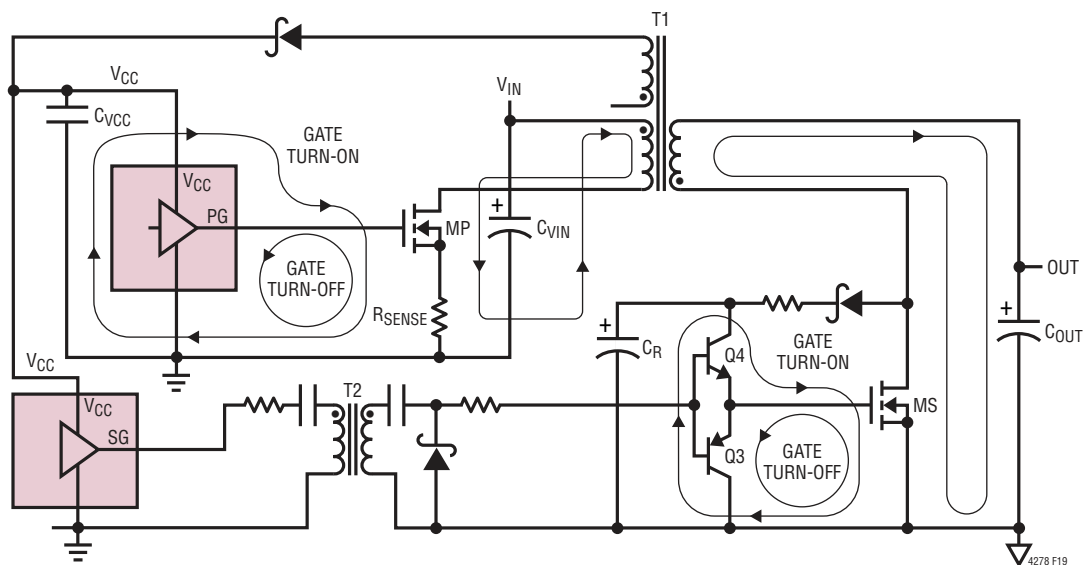 T1
VCC
VIN
CVCC
GATE
TURN-ON
VCC
PG
MP
+
CVIN
GATE
TURN-OFF
OUT
RSENSE
+
COUT
+
CR
GATE
TURN-ON
Q4
VCC
T2
MS
VCC
SG
Q3
GATE
TURN-OFF
4278 F19